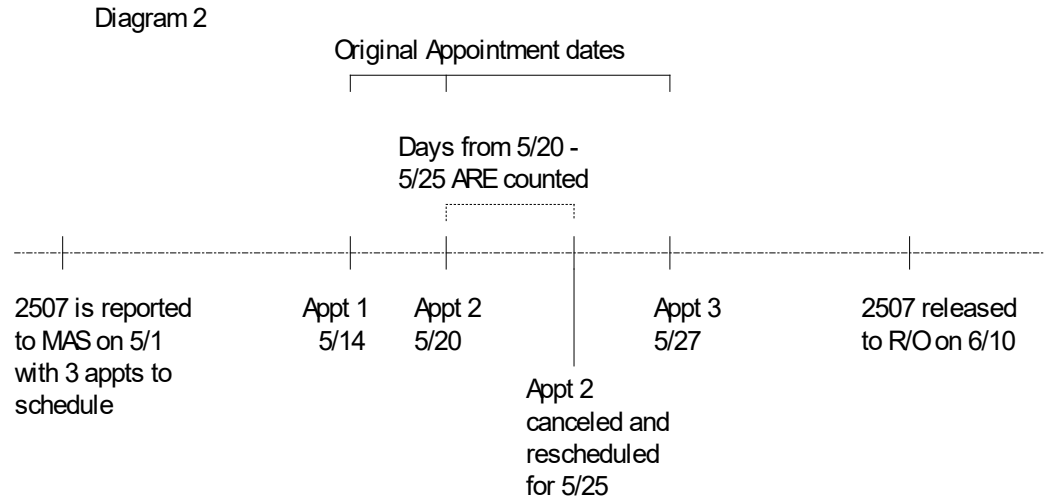 Diagram 2
Original Appointment dates
Days from 5/20 -
5/25 ARE counted
2507 is reported
to MAS on 5/1
with 3 appts to
schedule
Appt 1
5/14
Appt 2
5/20
Appt 2
canceled and
rescheduled
for 5/25
Appt 3
5/27
2507 released
to R/O on 6/10